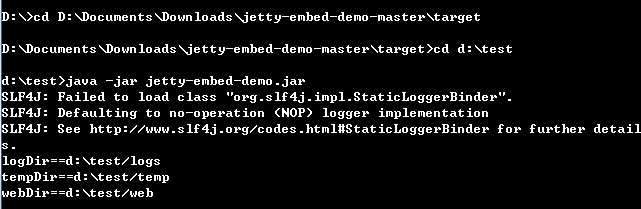 D:\>cd D:\Documents\Downloads\jetty-embed-demo-master\target
D:\Documents\Downloads\jetty-embed-demo-master\target>cd d:\test
d:\test>java -jar jetty-embed-demo.jar
SLF4J: Failed to load class "org.slf4j.impl.StaticLoggerBinder".
SLF4J: Defaulting to no-operation (NOP) logger implementation
SLF4J: See http://www.slf4j.org/codes.html#StaticLoggerBinder for further detail
s.
logDir==d:\test/logs
tempDir==d:\test/temp
webDir==d:\test/web